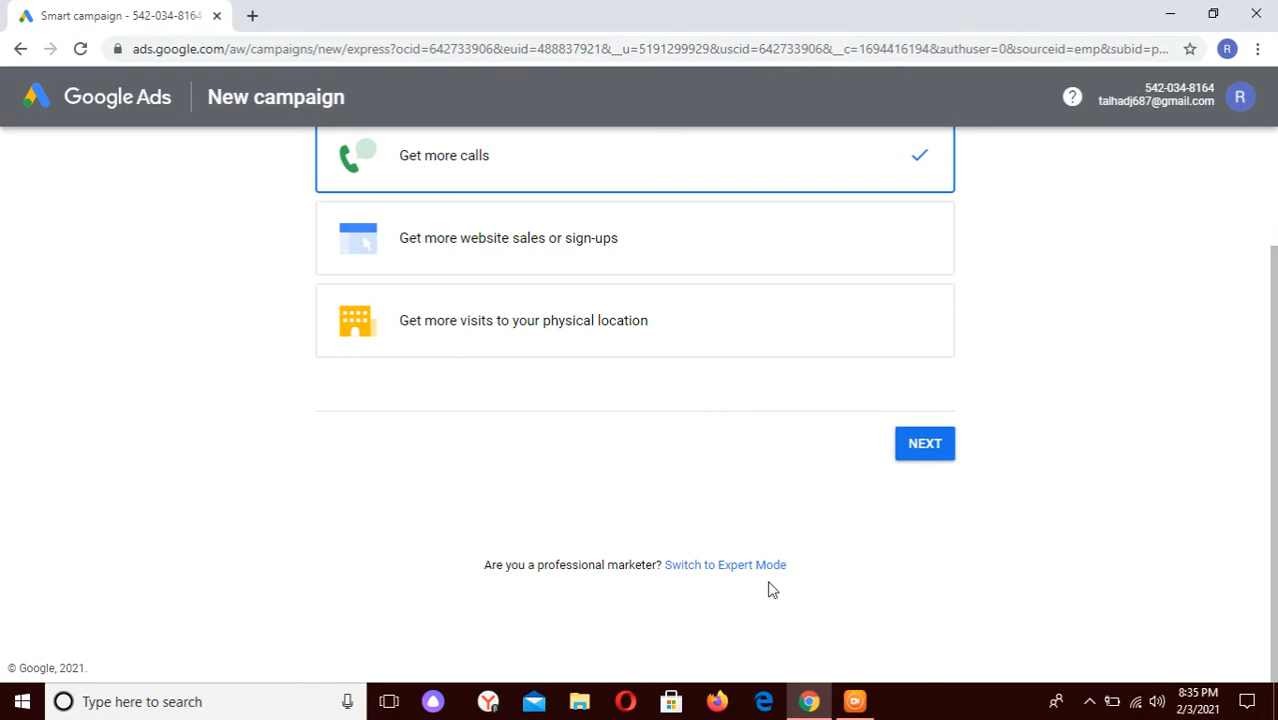 Smart campaign - 542-034-8164
ads.google.com/aw/campaigns/new/express?ocid=642733906&euid=488837921&__u=5191299929&uscid=642733906&__c=1694416194&authuser=0&sourceid=emp&subid=p...
R
Google Ads
New campaign
542-034-8164
talhadj687@gmail.com
R
Get more calls
Get more website sales or sign-ups
Get more visits to your physical location
NEXT
Are you a professional marketer? Switch to Expert Mode
© Google, 2021.
Type here to search
8:35 PM
2/3/2021